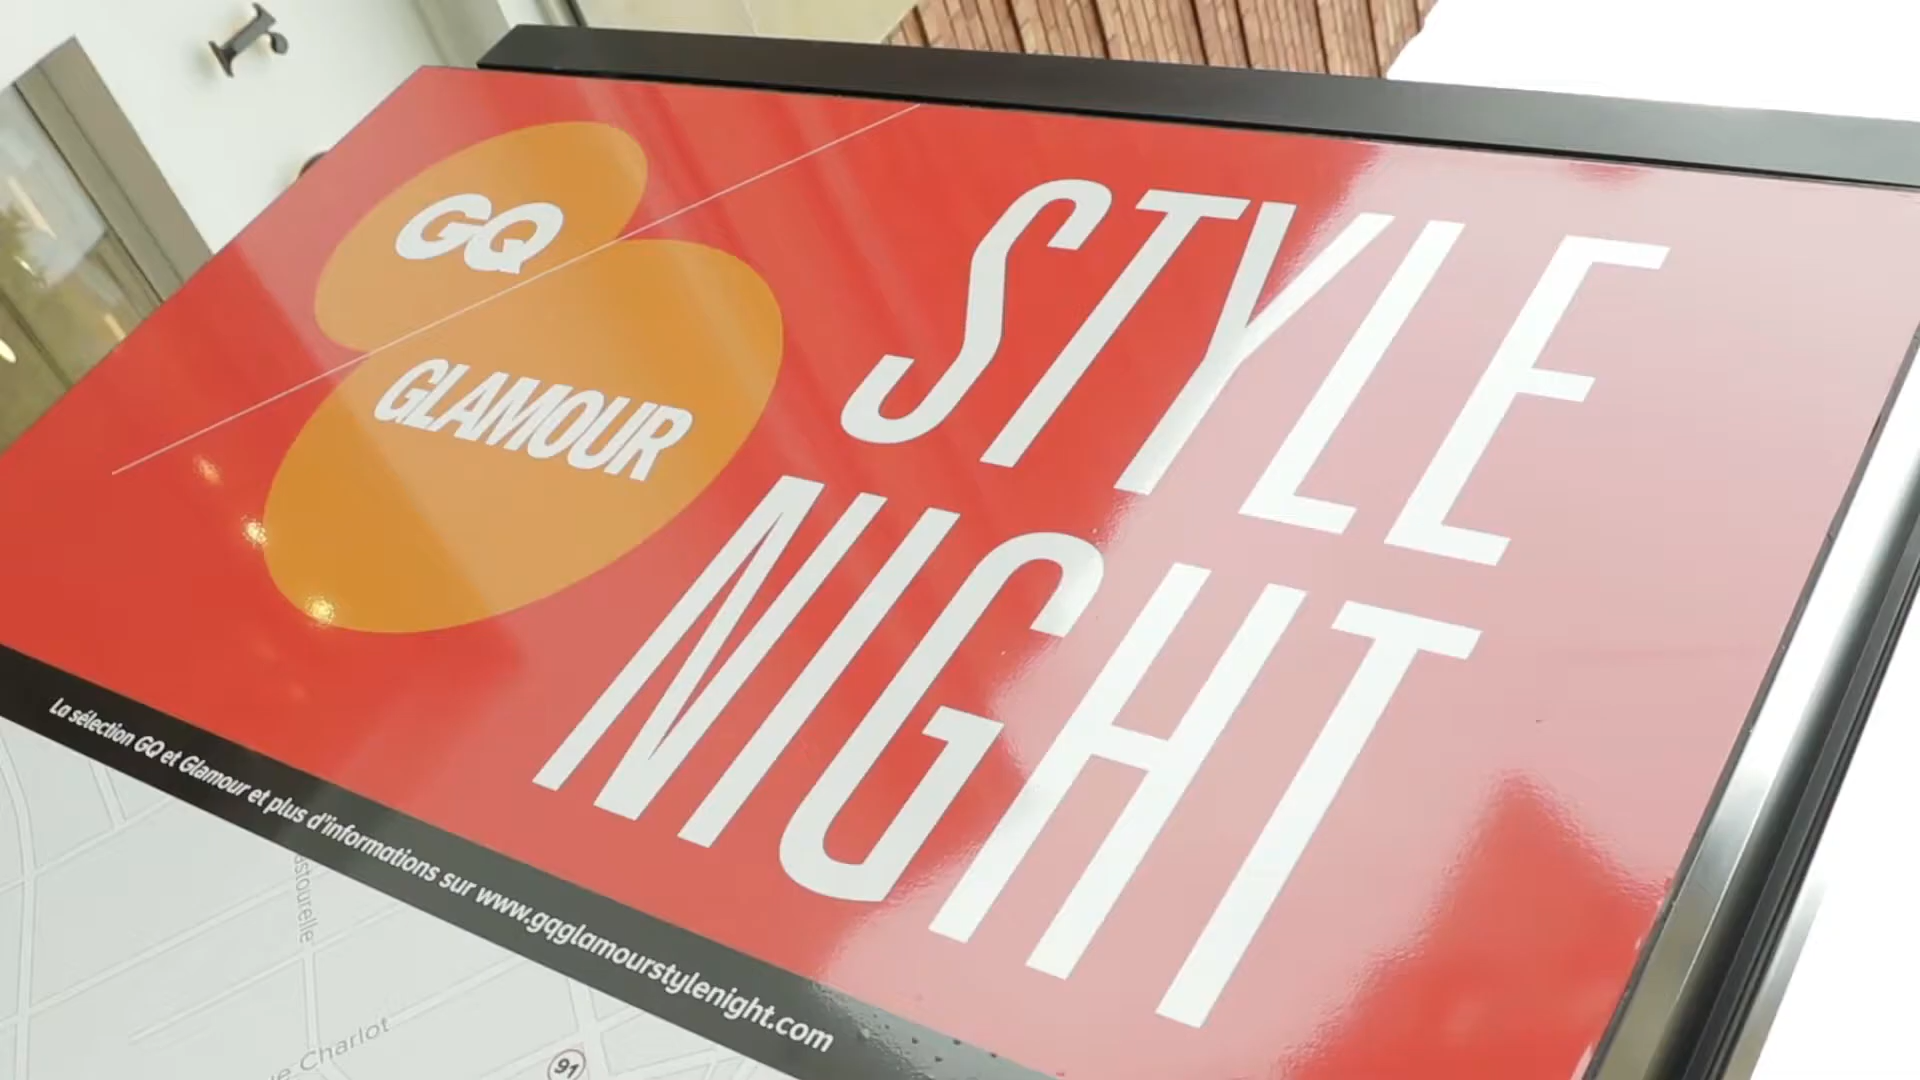 GQ
GLAMOUR
STYLE
NIGHT
La sélection GQ et Glamour et plus d'informations sur www.gqglamourstylenight.com
Charlot
91